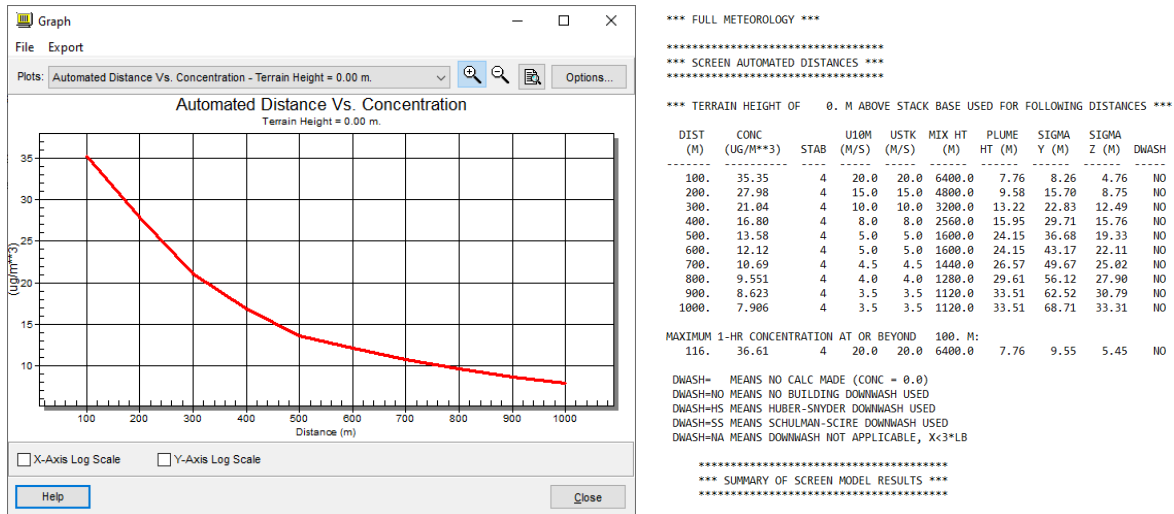 Graph
File Export
Plots: Automated Distance Vs. Concentration - Terrain Height = 0.00 m. Options...
Automated Distance Vs. Concentration
Terrain Height = 0.00 m.
(ug/m**3)
35
30
25
20
15
10
100 200 300 400 500 600 700 800 900 1000
Distance (m)
X-Axis Log Scale Y-Axis Log Scale
Help Close
*** FULL METEOROLOGY ***
**********************************
*** SCREEN AUTOMATED DISTANCES ***
**********************************
*** TERRAIN HEIGHT OF 0. M ABOVE STACK BASE USED FOR FOLLOWING DISTANCES ***
DIST CONC U10M USTK MIX HT PLUME SIGMA SIGMA
(M) (UG/M**3) STAB (M/S) (M/S) (M) HT (M) Y (M) Z (M) DWASH
------- ---------- ---- ----- ----- ------ ------ ------ ------ -----
100. 35.35 4 20.0 20.0 6400.0 7.76 8.26 4.76 NO
200. 27.98 4 15.0 15.0 4800.0 9.58 15.70 8.75 NO
300. 21.04 4 10.0 10.0 3200.0 13.22 22.83 12.49 NO
400. 16.80 4 8.0 8.0 2560.0 15.95 29.71 15.76 NO
500. 13.58 4 5.0 5.0 1600.0 24.15 36.68 19.33 NO
600. 12.12 4 5.0 5.0 1600.0 24.15 43.17 22.11 NO
700. 10.69 4 4.5 4.5 1440.0 26.57 49.67 25.02 NO
800. 9.551 4 4.0 4.0 1280.0 29.61 56.12 27.90 NO
900. 8.623 4 3.5 3.5 1120.0 33.51 62.52 30.79 NO
1000. 7.906 4 3.5 3.5 1120.0 33.51 68.71 33.31 NO
MAXIMUM 1-HR CONCENTRATION AT OR BEYOND 100. M:
116. 36.61 4 20.0 20.0 6400.0 7.76 9.55 5.45 NO
DWASH= MEANS NO CALC MADE (CONC = 0.0)
DWASH=NO MEANS NO BUILDING DOWNWASH USED
DWASH=HS MEANS HUBER-SNYDER DOWNWASH USED
DWASH=SS MEANS SCHULMAN-SCIRE DOWNWASH USED
DWASH=NA MEANS DOWNWASH NOT APPLICABLE, X<3*LB
***************************************
*** SUMMARY OF SCREEN MODEL RESULTS ***
***************************************